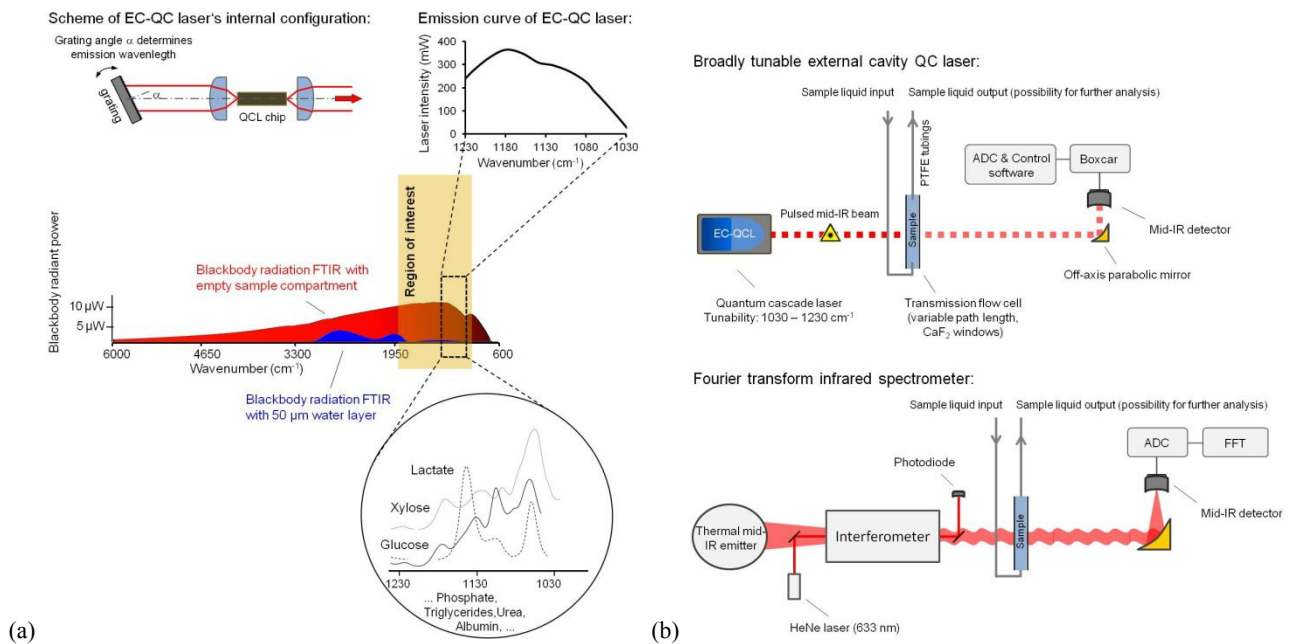 Scheme of EC-QC laser's internal configuration:
Grating angle α determines
emission wavenlegth
α
grating
QCL chip
Emission curve of EC-QC laser:
Laser intensity (mW)
400
300
200
100
0
1230 1180 1130 1080 1030
Wavenumber (cm⁻¹)
Region of interest
Blackbody radiant power
Blackbody radiation FTIR with
empty sample compartment
10 µW
5 µW
6000 4650 3300 1950 600
Wavenumber (cm⁻¹)
Blackbody radiation FTIR
with 50 µm water layer
Lactate
Xylose
Glucose
1230 1130 1030
... Phosphate,
Triglycerides,Urea,
Albumin, ...
(a)
Broadly tunable external cavity QC laser:
Sample liquid input
Sample liquid output (possibility for further analysis)
PTFE tubings
ADC & Control
software
Boxcar
Pulsed mid-IR beam
EC-QCL
Sample
Mid-IR detector
Off-axis parabolic mirror
Quantum cascade laser
Tunability: 1030 – 1230 cm⁻¹
Transmission flow cell
(variable path length,
CaF₂ windows)
Fourier transform infrared spectrometer:
Sample liquid input
Sample liquid output (possibility for further analysis)
ADC
FFT
Photodiode
Mid-IR detector
Thermal mid-
IR emitter
Interferometer
Sample
HeNe laser (633 nm)
(b)